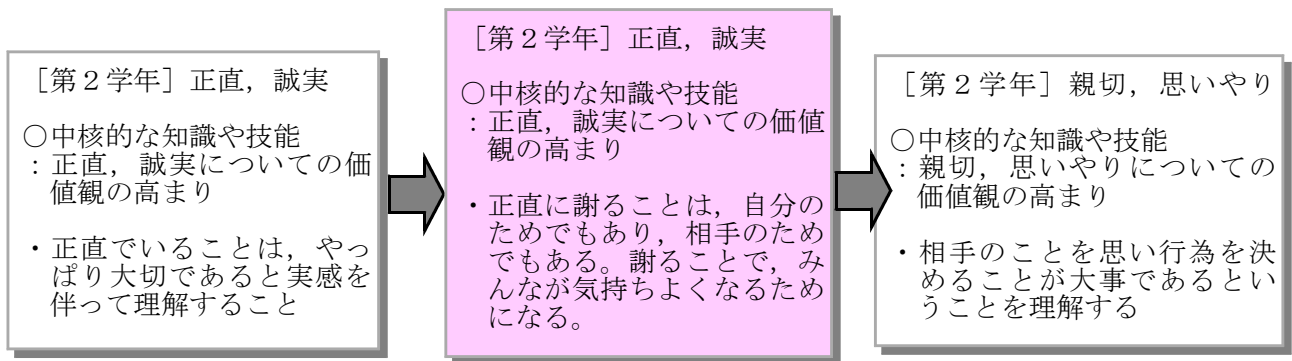 ［第２学年］正直，誠実
○中核的な知識や技能
：正直，誠実についての価
値観の高まり
・正直でいることは，やっ
ぱり大切であると実感を
伴って理解すること
［第２学年］正直，誠実
○中核的な知識や技能
：正直，誠実についての価値
観の高まり
・正直に謝ることは，自分の
ためでもあり，相手のため
でもある。謝ることで，み
んなが気持ちよくなるため
になる。
［第２学年］親切，思いやり
○中核的な知識や技能
：親切，思いやりについての
価値観の高まり
・相手のことを思い行為を決
めることが大事であるとい
うことを理解する